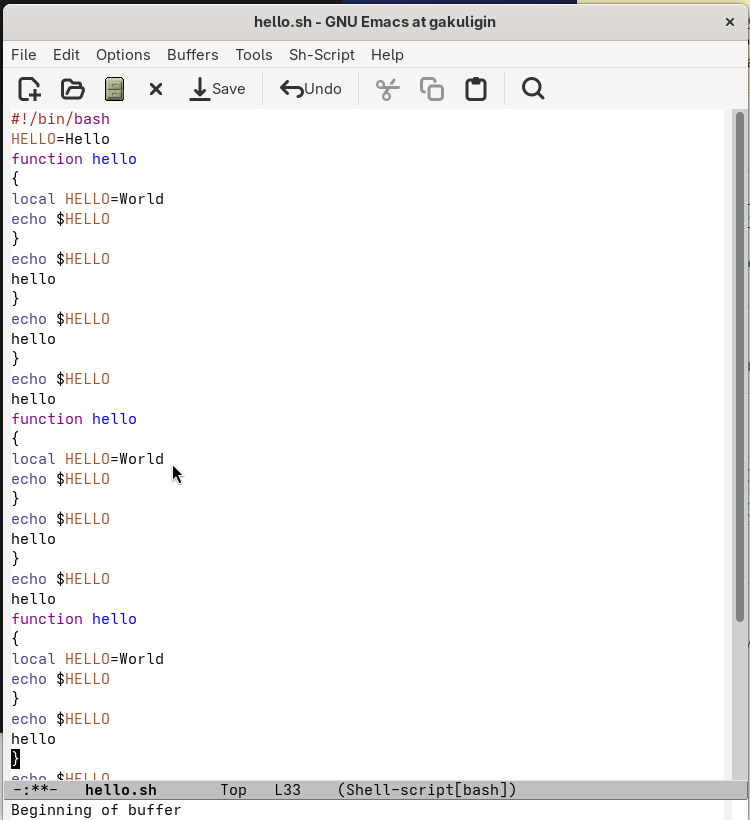 hello.sh - GNU Emacs at gakuligin
File Edit Options Buffers Tools Sh-Script Help
Save Undo
#!/bin/bash
HELLO=Hello
function hello
{
local HELLO=World
echo $HELLO
}
echo $HELLO
hello
}
echo $HELLO
hello
}
echo $HELLO
hello
function hello
{
local HELLO=World
echo $HELLO
}
echo $HELLO
hello
}
echo $HELLO
hello
function hello
{
local HELLO=World
echo $HELLO
}
echo $HELLO
hello
}
echo $HELLO
-:**- hello.sh Top L33 (Shell-script[bash])
Beginning of buffer